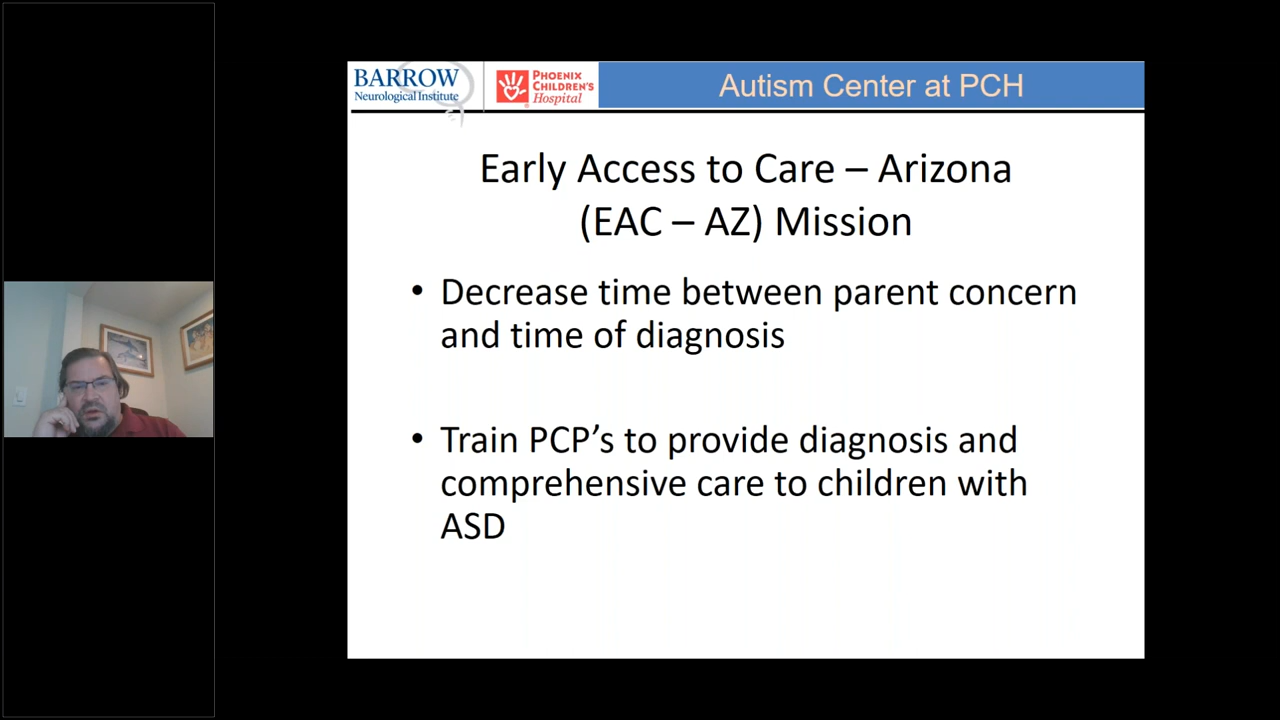 BARROW
Neurological Institute
PHOENIX
CHILDREN'S
Hospital
Autism Center at PCH
Early Access to Care – Arizona
(EAC – AZ) Mission
• Decrease time between parent concern
and time of diagnosis
• Train PCP’s to provide diagnosis and
comprehensive care to children with
ASD